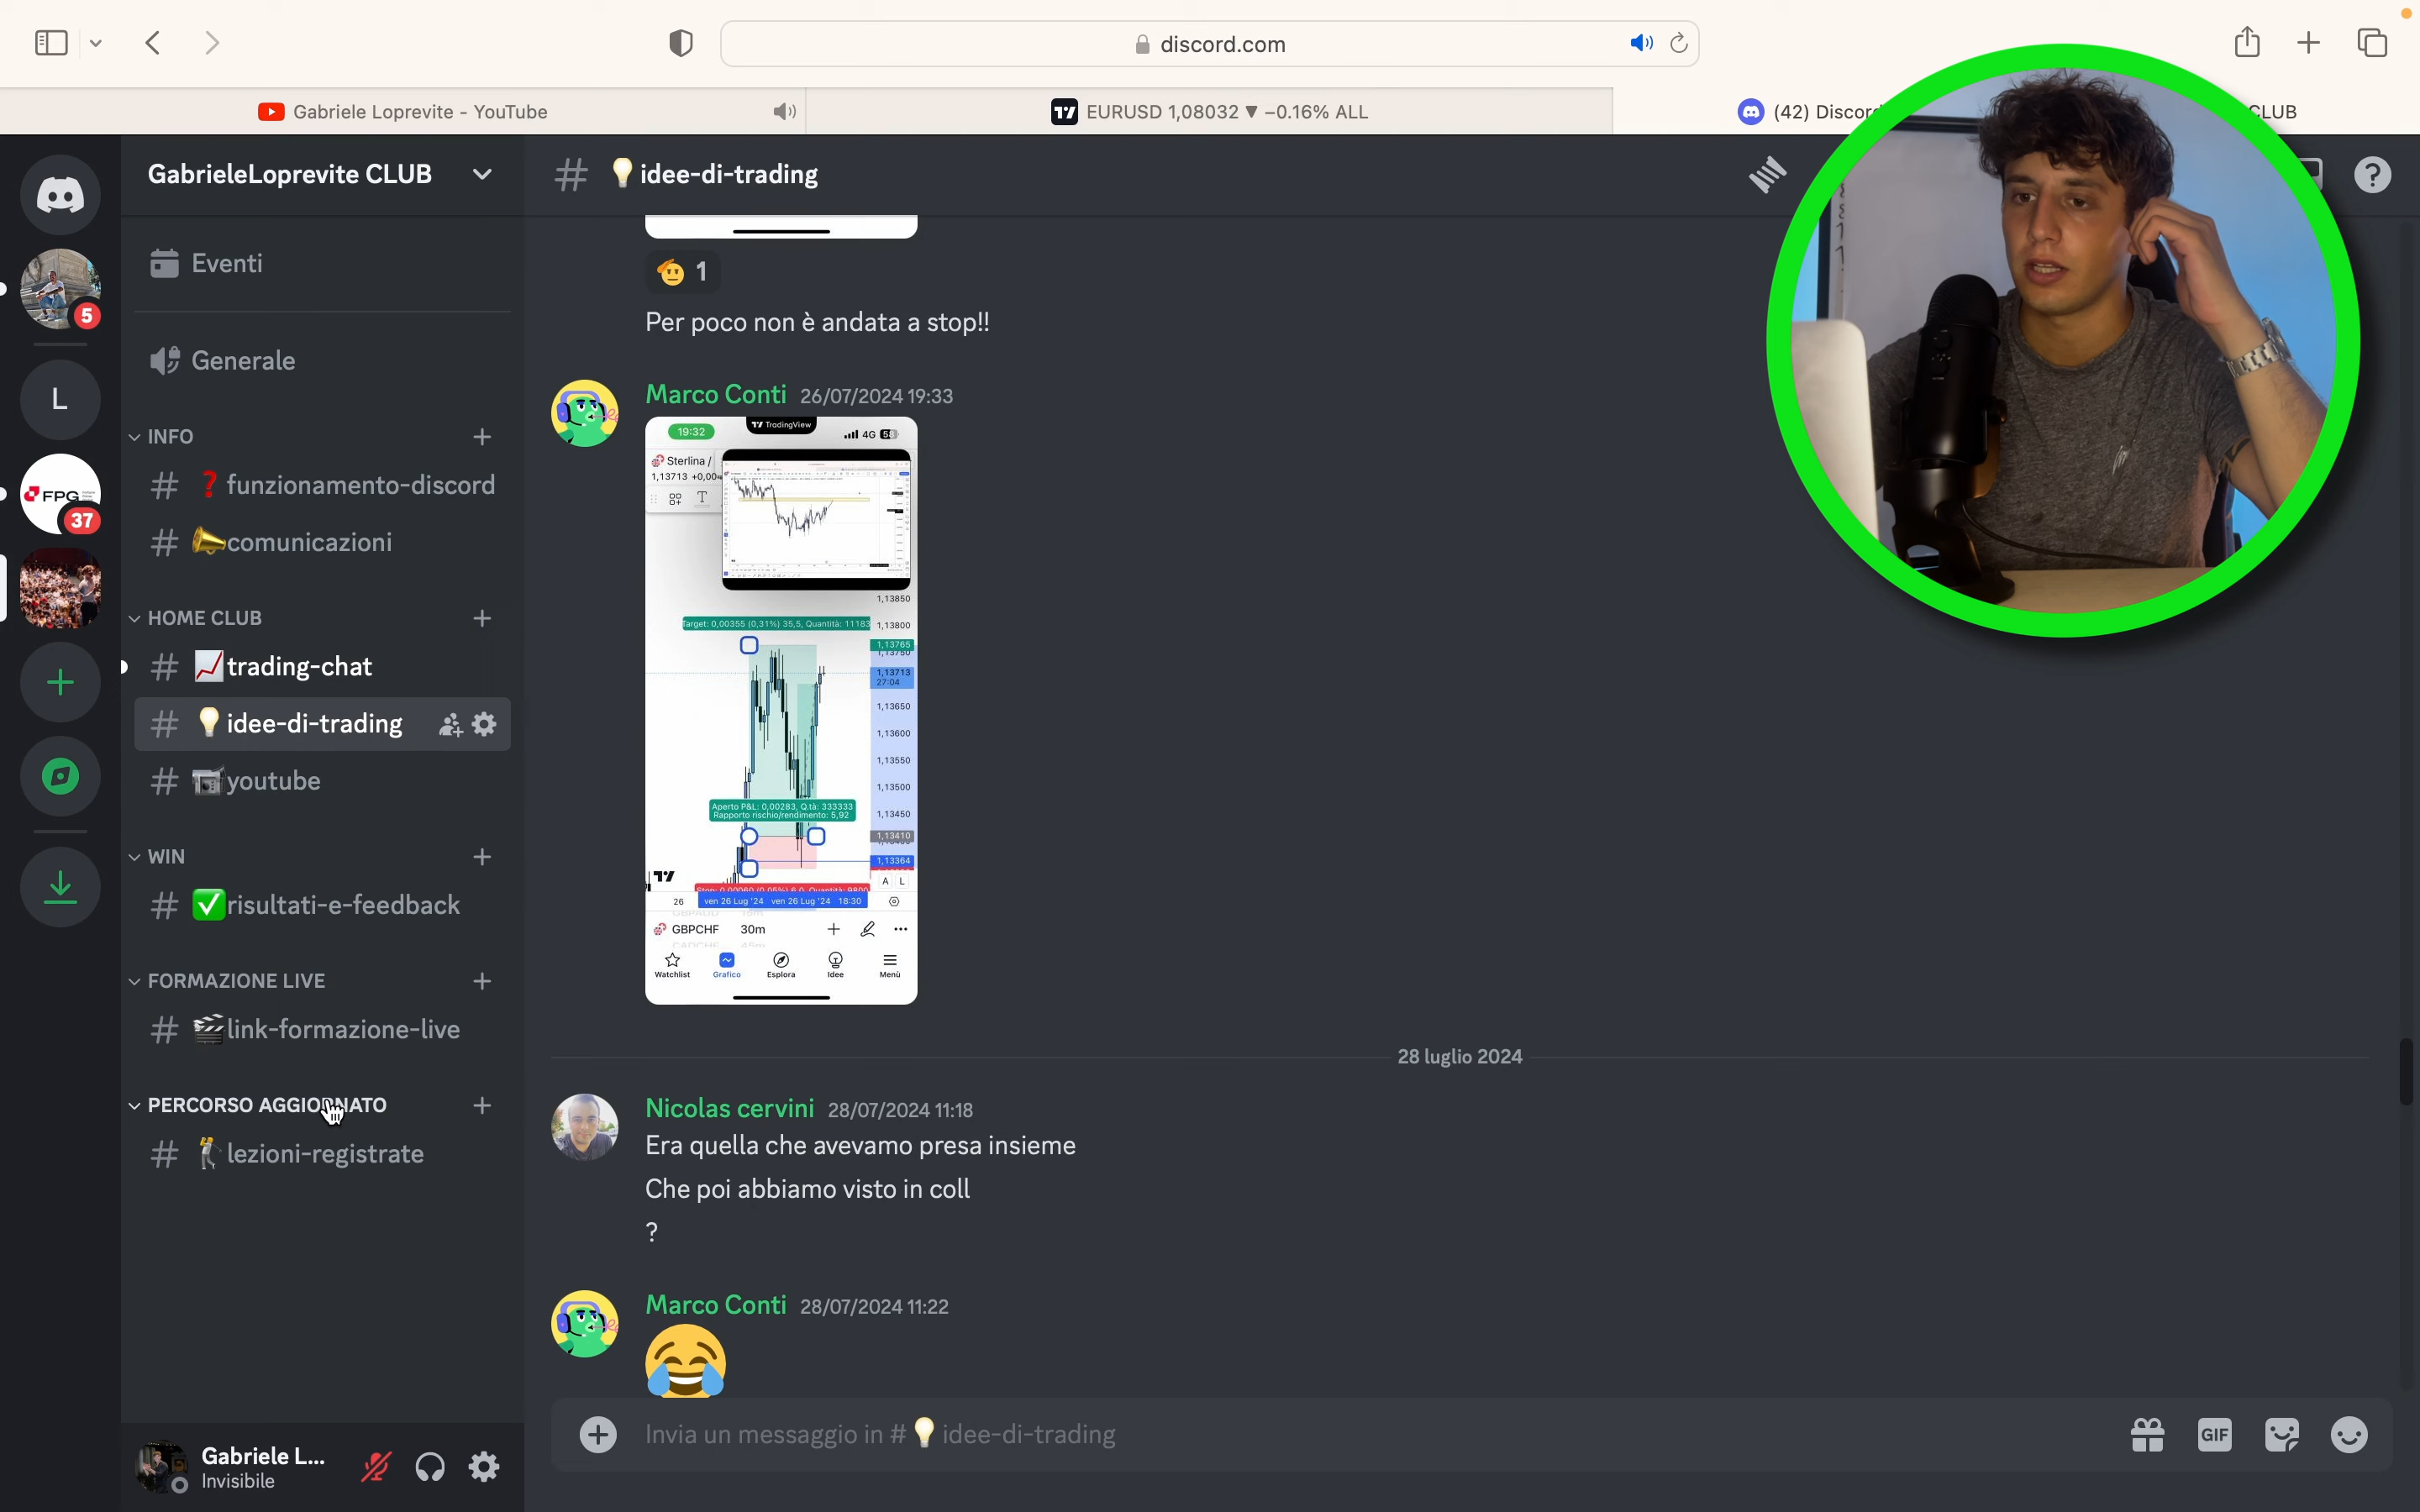 discord.com
Gabriele Loprevite - YouTube
EURUSD 1,08032 ▼ −0.16% ALL
(42) Discor
CLUB
GabrieleLoprevite CLUB
Eventi
Generale
INFO
funzionamento-discord
comunicazioni
HOME CLUB
trading-chat
idee-di-trading
youtube
WIN
risultati-e-feedback
FORMAZIONE LIVE
link-formazione-live
PERCORSO AGGIORNATO
lezioni-registrate
5
L
FPG
37
Gabriele L...
Invisibile
idee-di-trading
1
Per poco non è andata a stop!!
Marco Conti 26/07/2024 19:33
19:32
TradingView
4G
Sterlina /
1,13713 +0,00
1,13850
Target: 0,00355 (0,31%) 35,5, Quantità: 11183
1,13800
1,13765
1,13750
1,13713
27:04
1,13650
1,13600
1,13550
1,13500
Aperto P&L: 0,00283, Q.tà: 333333
Rapporto rischio/rendimento: 5,92
1,13450
1,13410
1,13364
A L
Stop: 0,00060 (0,05%) 6,0, Quantità: 9800
26 ven 26 Lug '24 ven 26 Lug '24 18:30
GBPCHF 30m
Watchlist Grafico Esplora Idee Menù
28 luglio 2024
Nicolas cervini 28/07/2024 11:18
Era quella che avevamo presa insieme
Che poi abbiamo visto in coll
?
Marco Conti 28/07/2024 11:22
Invia un messaggio in # idee-di-trading
GIF